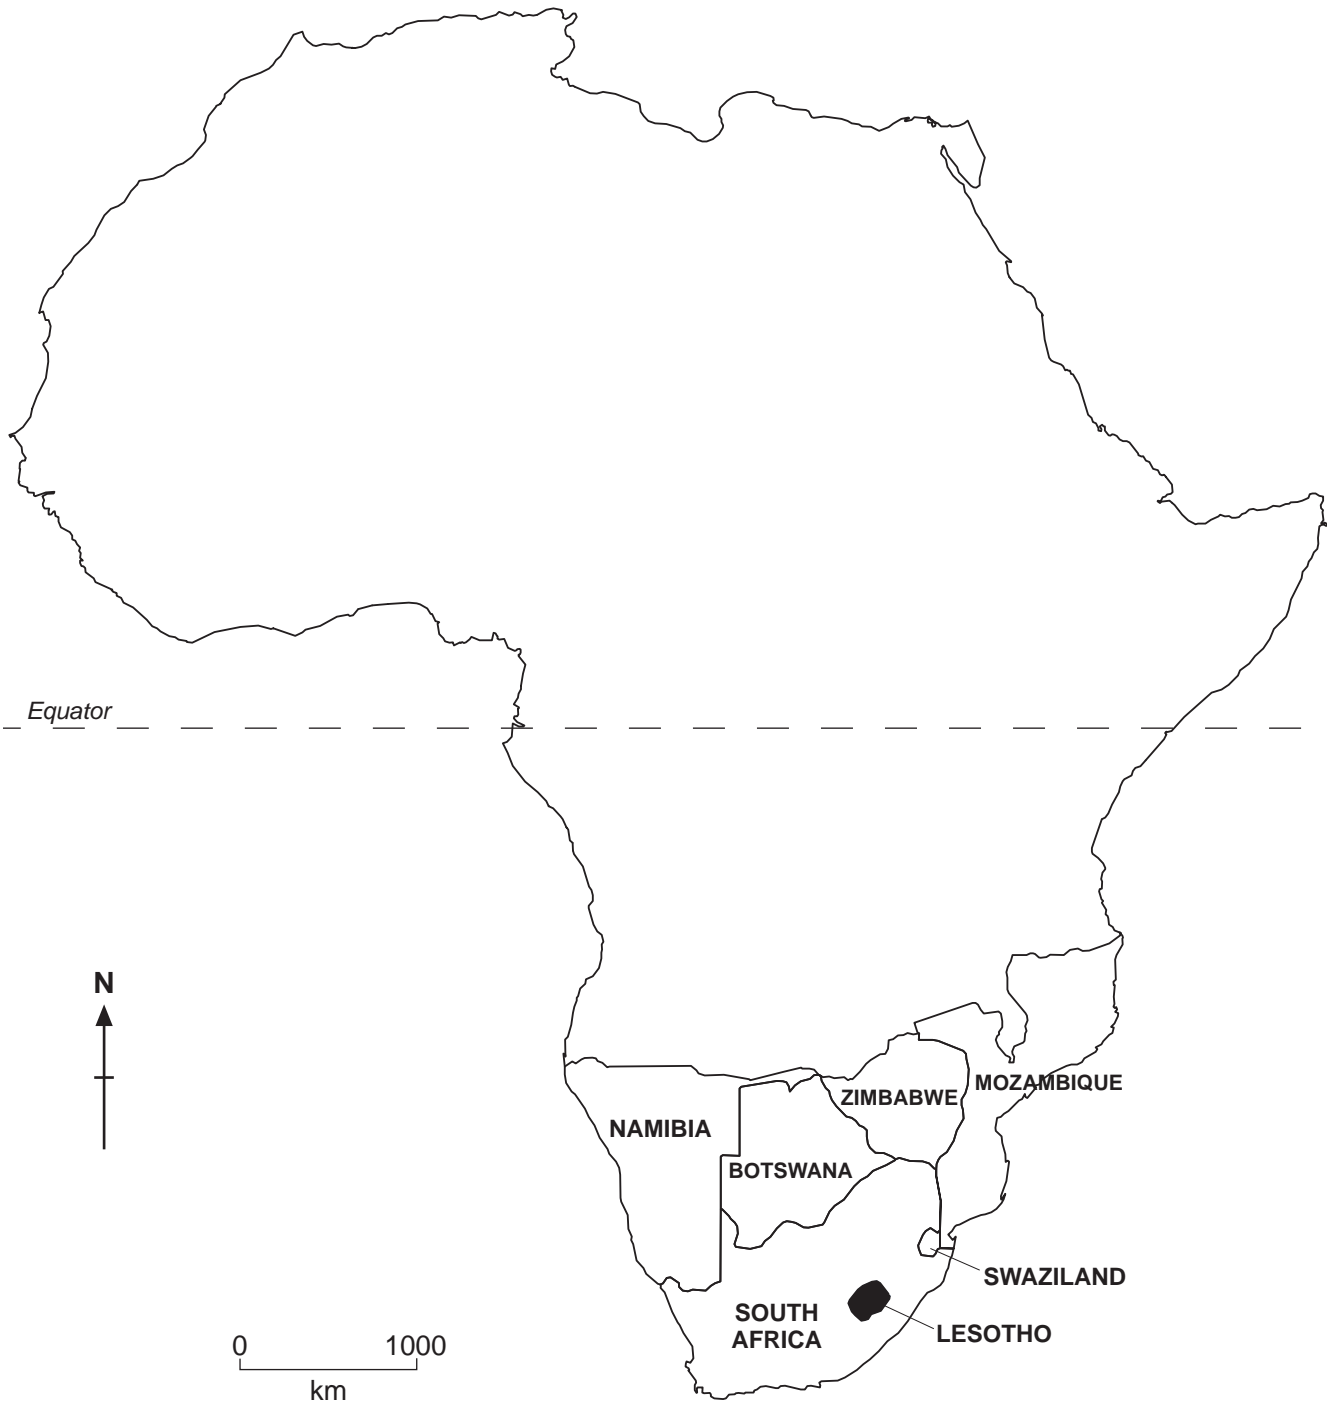 Equator
N
MOZAMBIQUE
ZIMBABWE
NAMIBIA
BOTSWANA
SWAZILAND
SOUTH
AFRICA
LESOTHO
0 1000
km